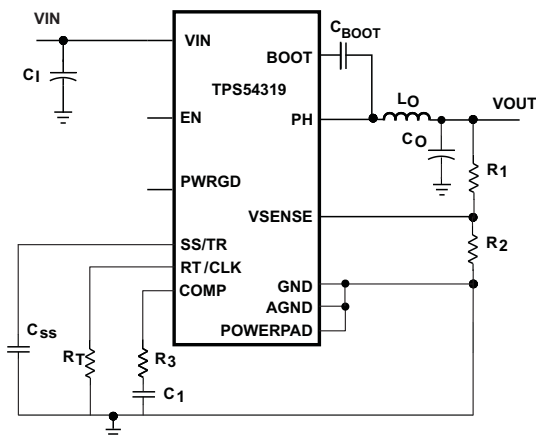 VIN
VIN
CBOOT
BOOT
CI
TPS54319
LO
VOUT
EN
PH
CO
R1
PWRGD
VSENSE
R2
SS/TR
RT/CLK
GND
COMP
AGND
CSS
POWERPAD
RT
R3
C1